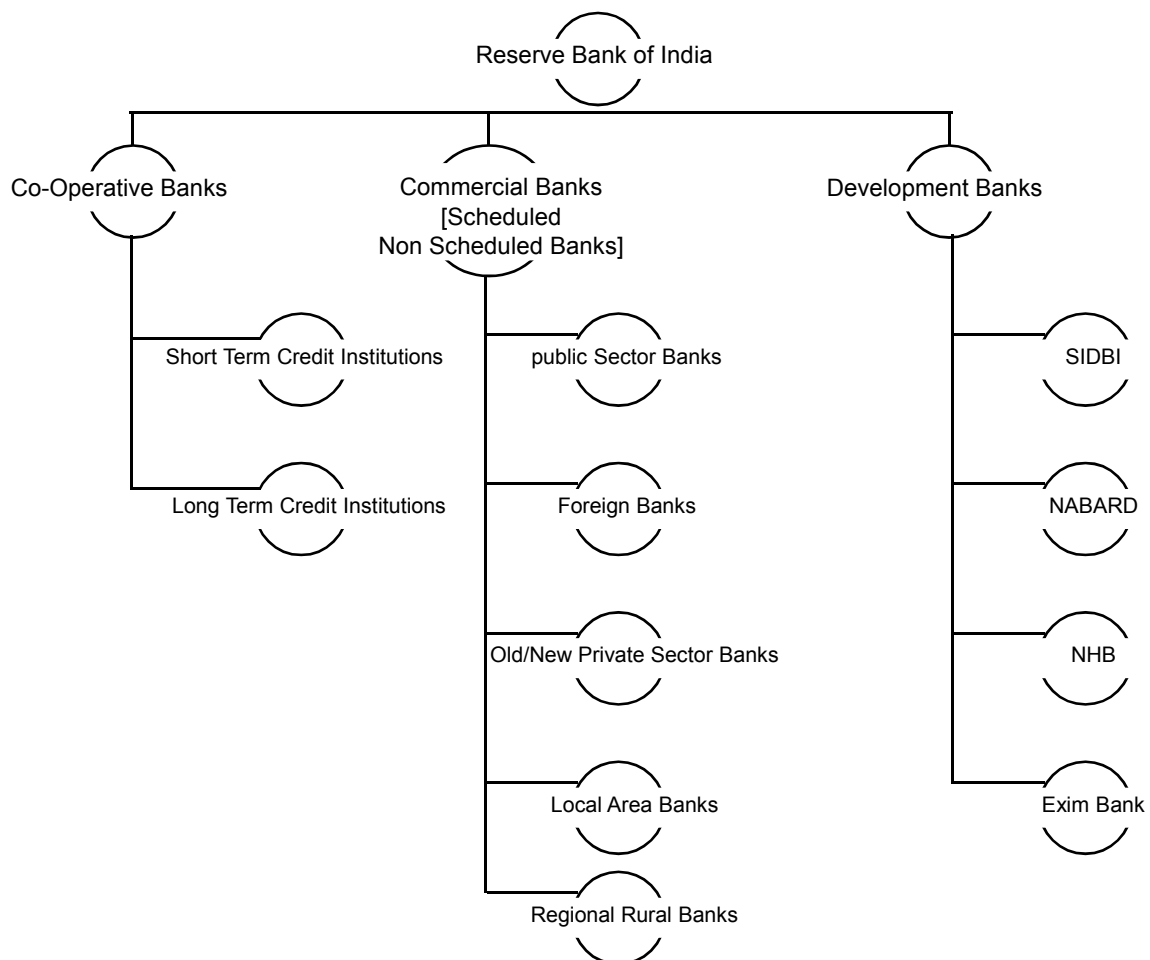 Reserve Bank of India
Co-Operative Banks
Commercial Banks
[Scheduled
Non Scheduled Banks]
Development Banks
Short Term Credit Institutions
Long Term Credit Institutions
public Sector Banks
Foreign Banks
Old/New Private Sector Banks
Local Area Banks
Regional Rural Banks
SIDBI
NABARD
NHB
Exim Bank